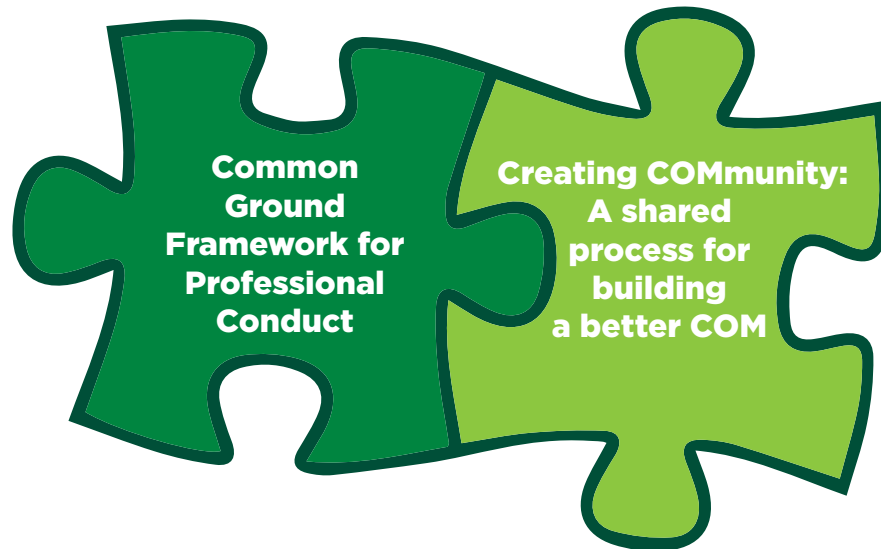 Common
Ground
Framework for
Professional
Conduct
Creating COMmunity:
A shared
process for
building
a better COM